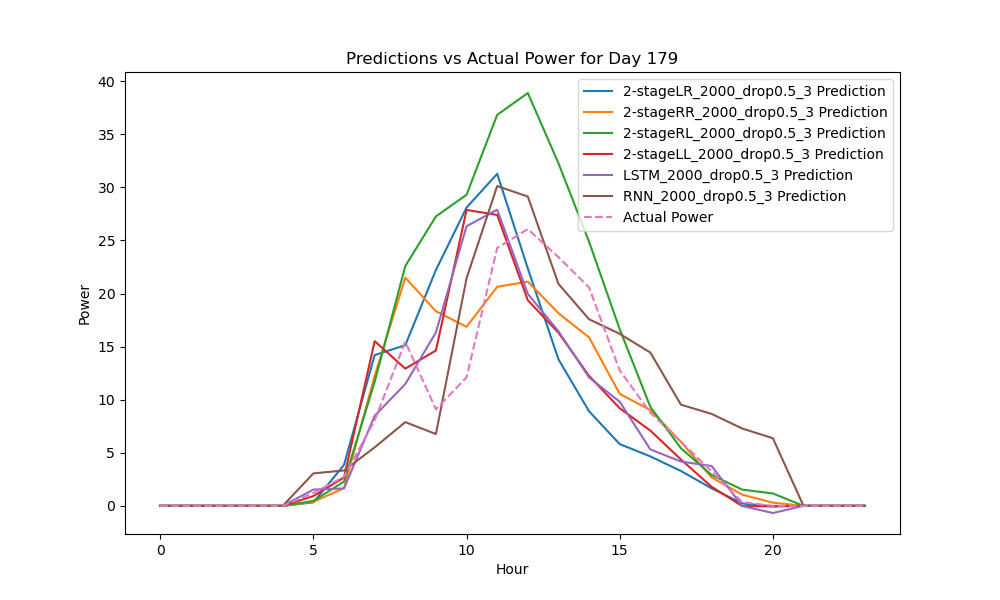 Predictions vs Actual Power for Day 179
2-stageLR_2000_drop0.5_3 Prediction
2-stageRR_2000_drop0.5_3 Prediction
2-stageRL_2000_drop0.5_3 Prediction
2-stageLL_2000_drop0.5_3 Prediction
LSTM_2000_drop0.5_3 Prediction
RNN_2000_drop0.5_3 Prediction
Actual Power
Power
40
35
30
25
20
15
10
5
0
0 5 10 15 20
Hour